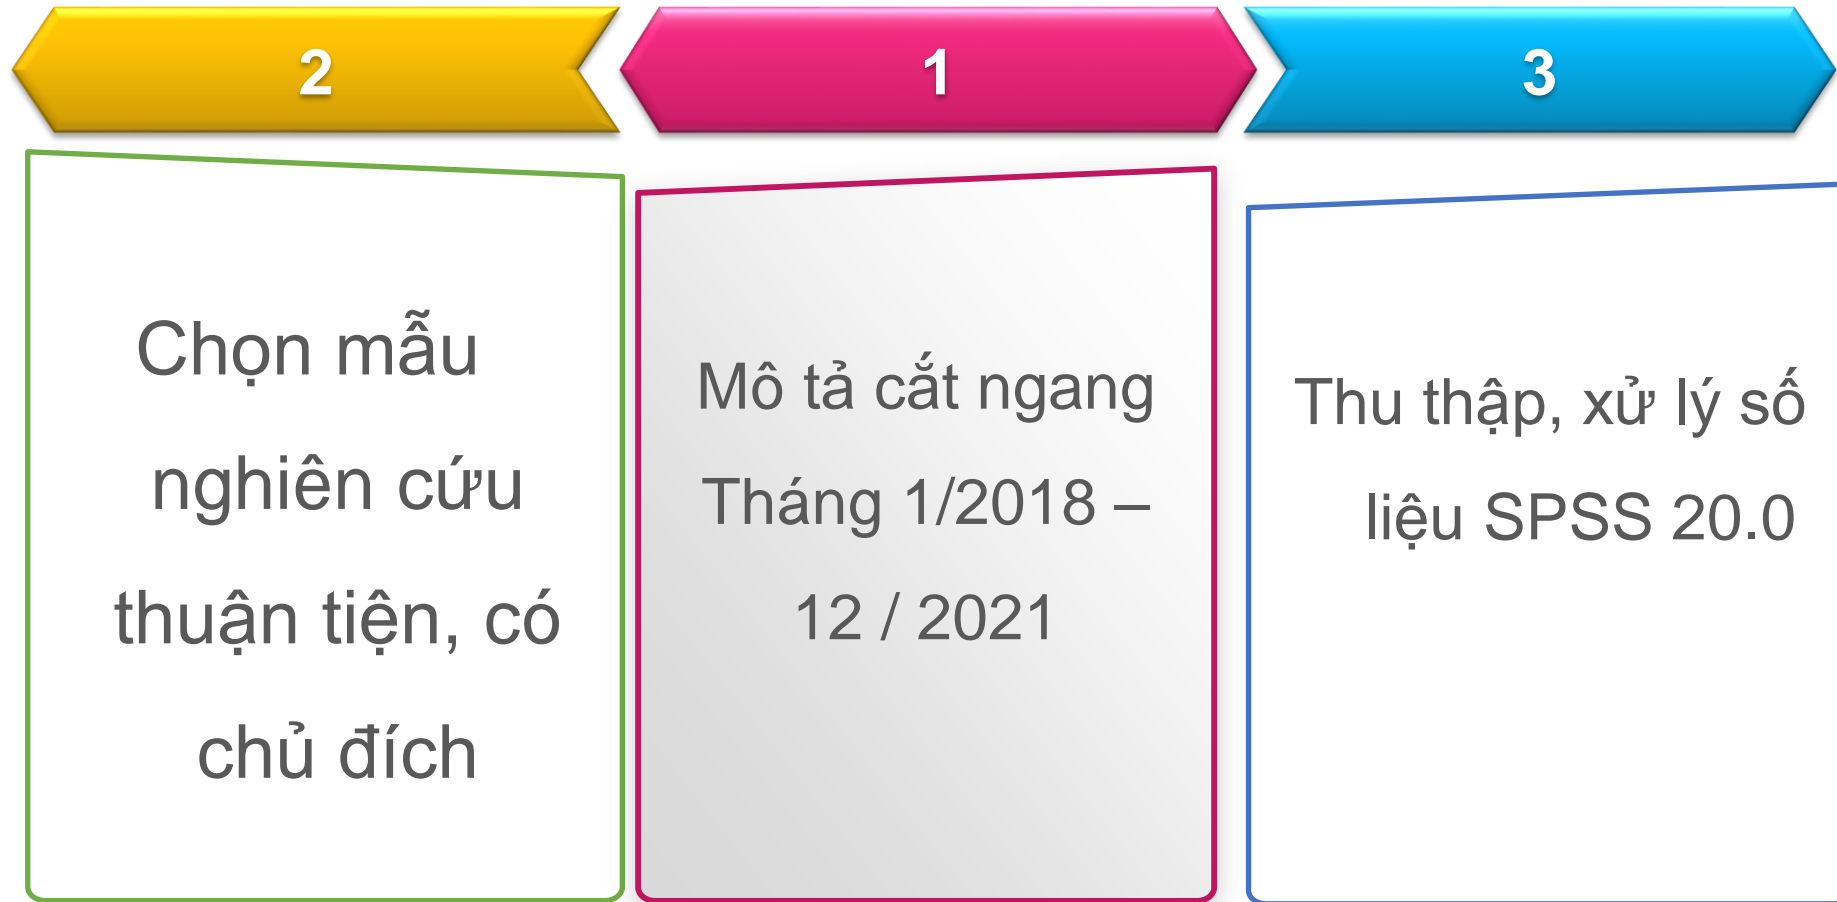 2
Chọn mẫu
nghiên cứu
thuận tiện, có
chủ đích
1
Mô tả cắt ngang
Tháng 1/2018 –
12 / 2021
3
Thu thập, xử lý số
liệu SPSS 20.0